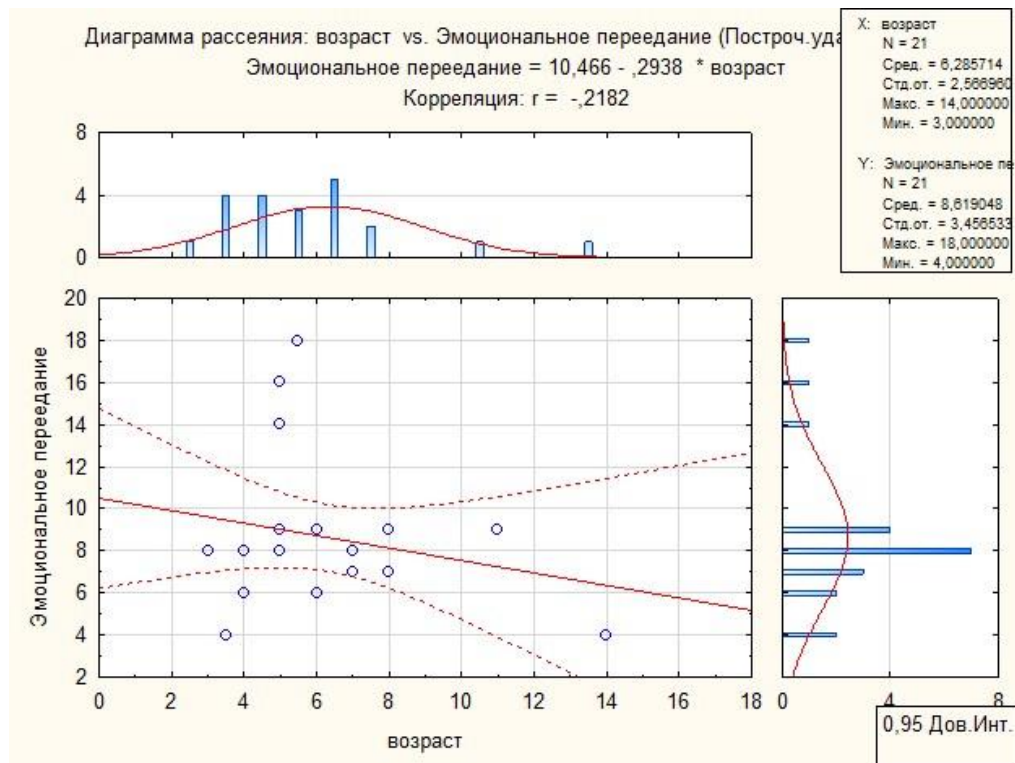 Диаграмма рассеяния: возраст vs. Эмоциональное переедание (Построч.уда
Эмоциональное переедание = 10,466 - ,2938 * возраст
Корреляция: r = -,2182
X: возраст
N = 21
Сред. = 6,285714
Стд.от. = 2,566960
Макс. = 14,000000
Мин. = 3,000000
Y: Эмоциональное пе
N = 21
Сред. = 8,619048
Стд.от. = 3,456533
Макс. = 18,000000
Мин. = 4,000000
8
4
0
20
18
16
14
12
10
8
6
4
2
Эмоциональное переедание
0 2 4 6 8 10 12 14 16 18
0 4 8
возраст
0,95 Дов.Инт.